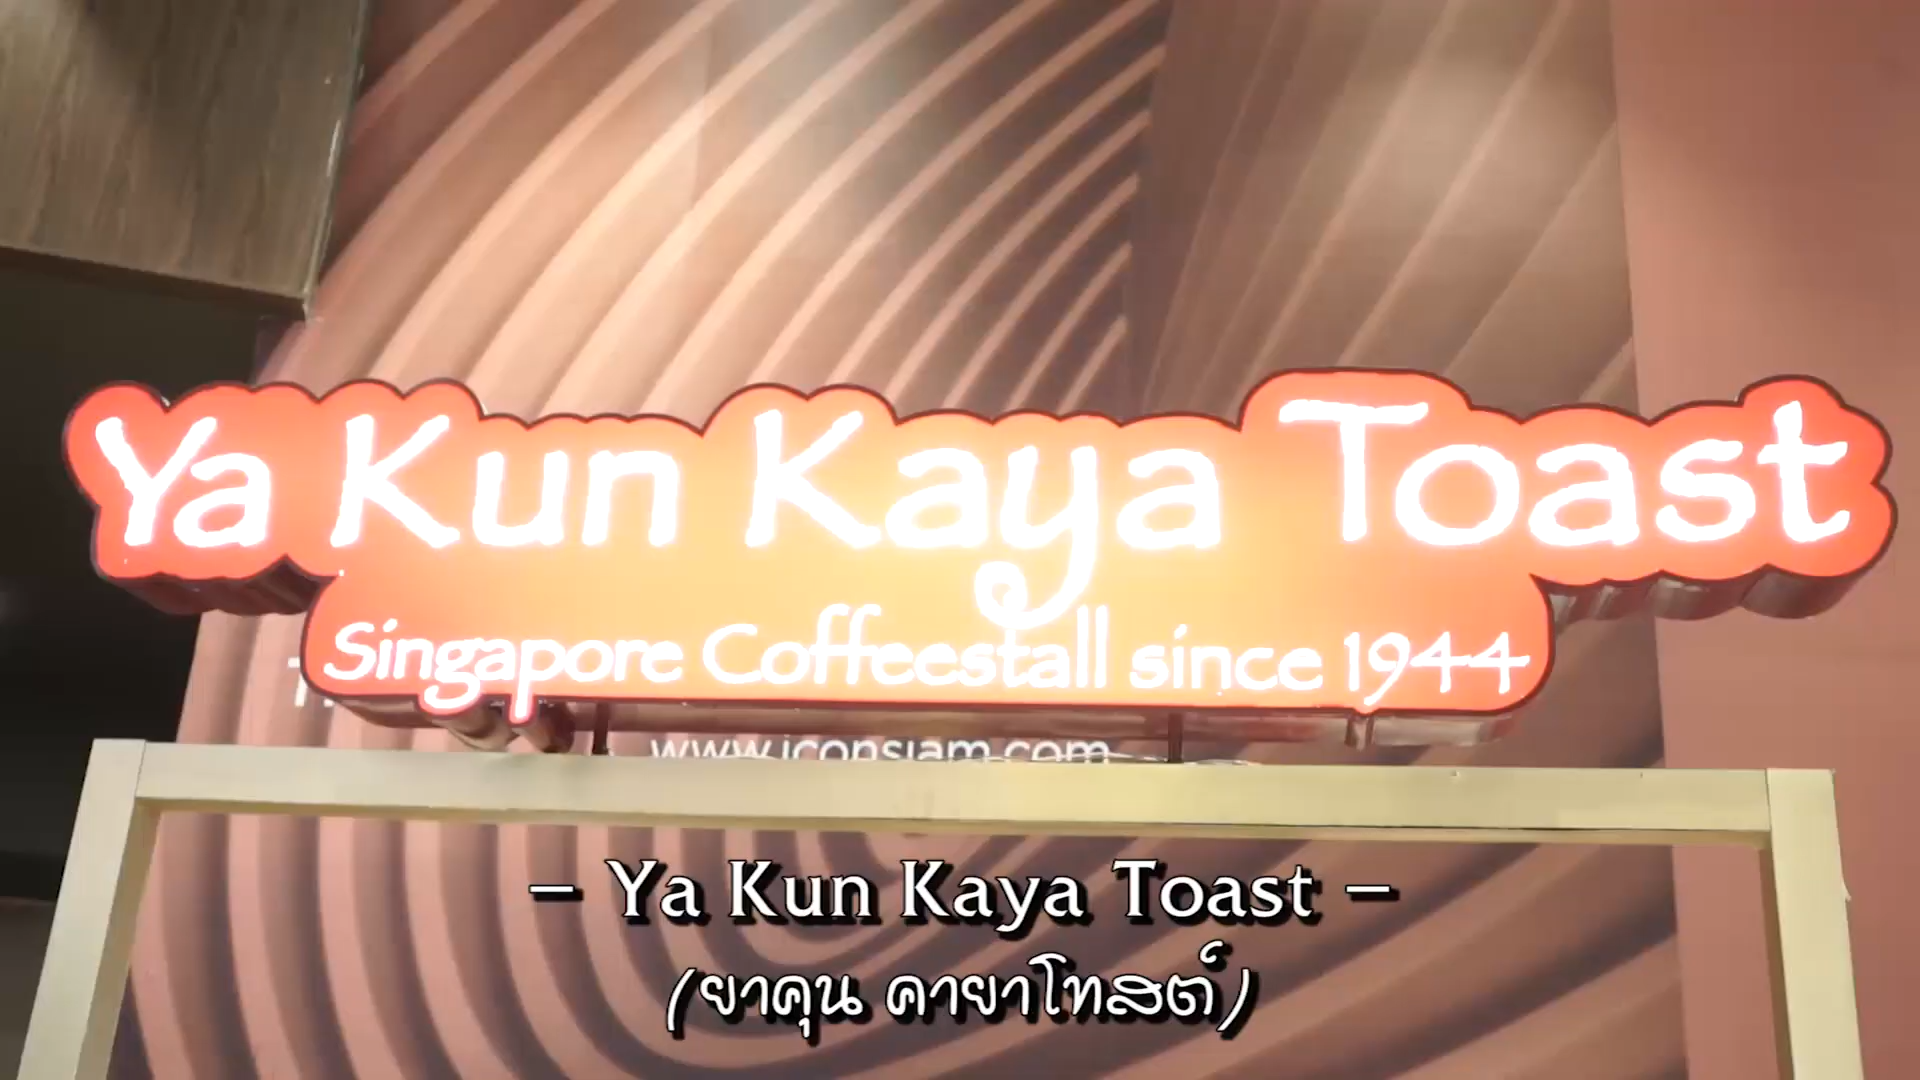 Ya Kun Kaya Toast
Singapore Coffeestall since 1944
www.iconsiam.com
- Ya Kun Kaya Toast -
(ยาคุน คายาโทสต์)